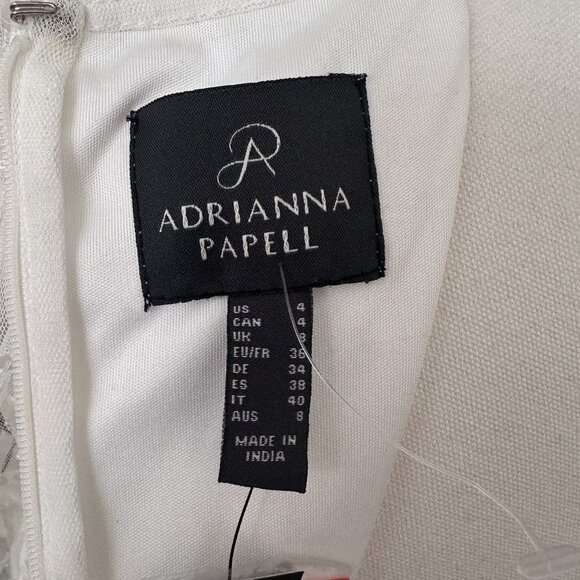 ADRIANNA
PAPELL
US 4
CAN 4
UK 8
EU/FR 36
DE 34
ES 38
IT 40
AUS 8
MADE IN
INDIA